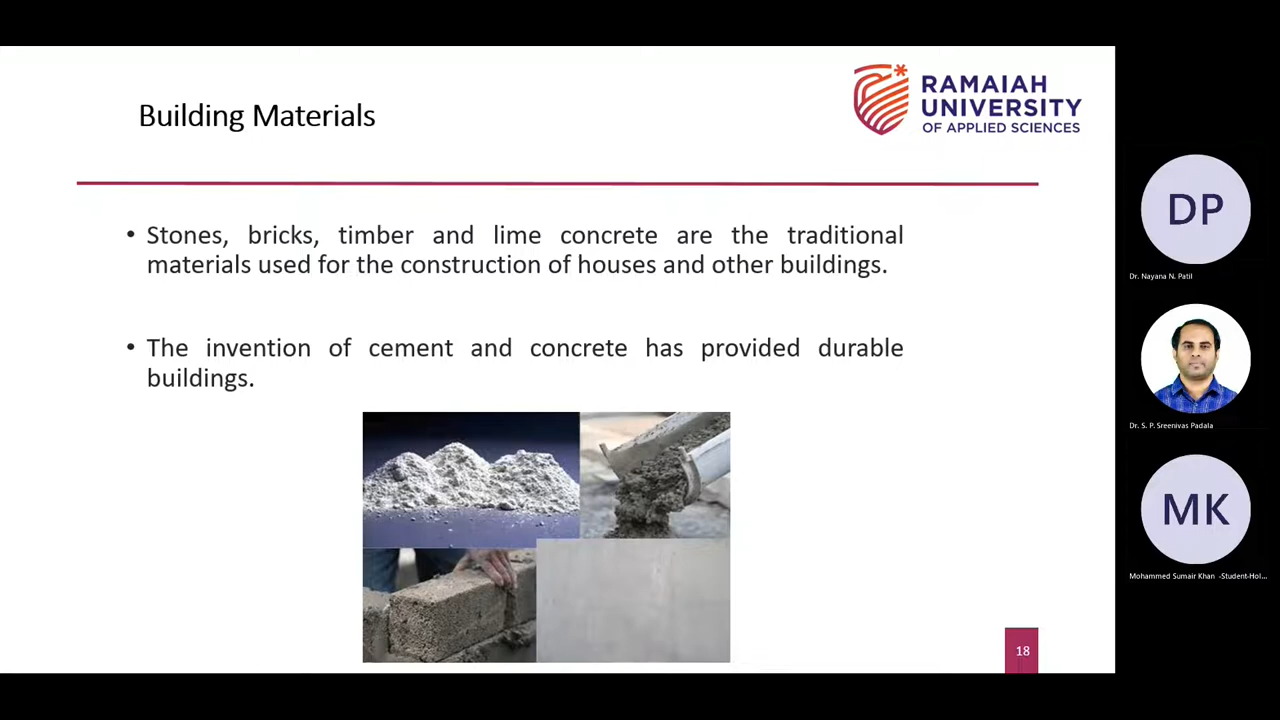 Building Materials
RAMAIAH
UNIVERSITY
OF APPLIED SCIENCES
• Stones, bricks, timber and lime concrete are the traditional
materials used for the construction of houses and other buildings.
• The invention of cement and concrete has provided durable
buildings.
18
DP
Dr. Nayana N. Patil
Dr. S. P. Sreenivas Padala
MK
Mohammed Sumair Khan -Student-Hol...